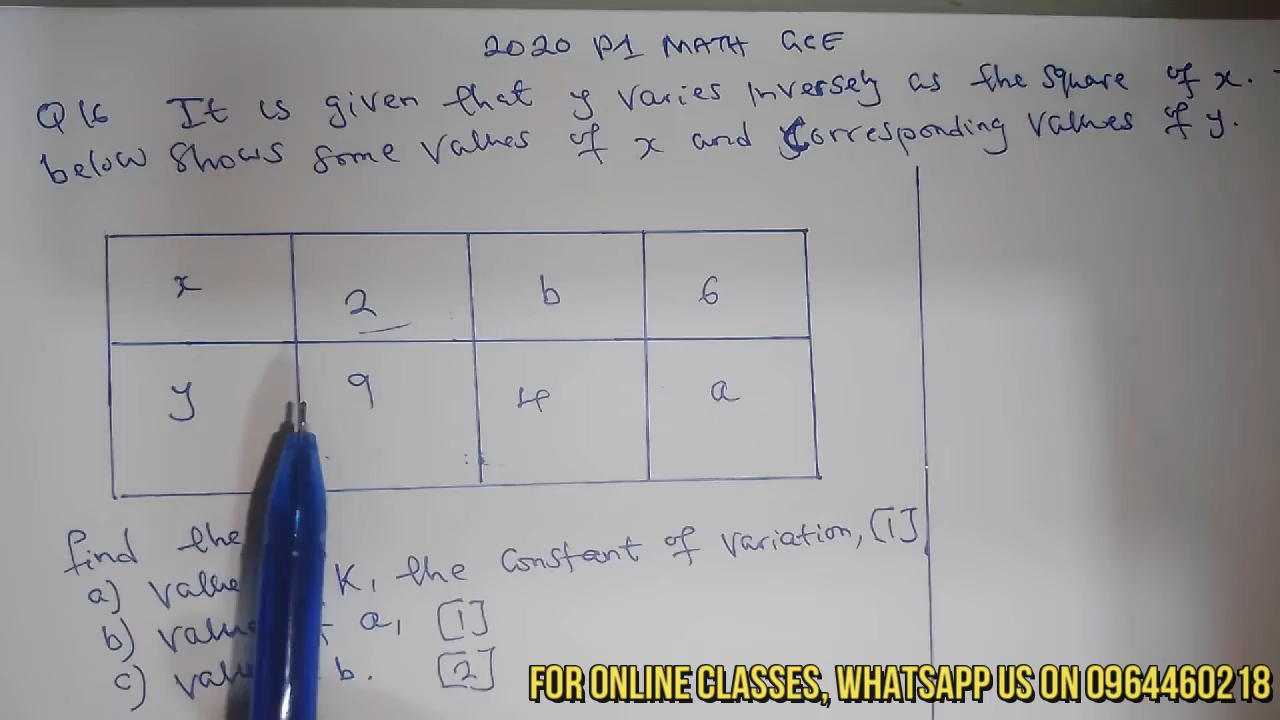 2020 P1 MATH GCE
Q16 It is given that y varies inversely as the square of x.
below shows some values of x and corresponding values of y.
x 2 b 6
y 9 4 a
find the
a) value K, the constant of variation, [1]
b) a, [1]
c) b. [2]
FOR ONLINE CLASSES, WHATSAPP US ON 0964460218